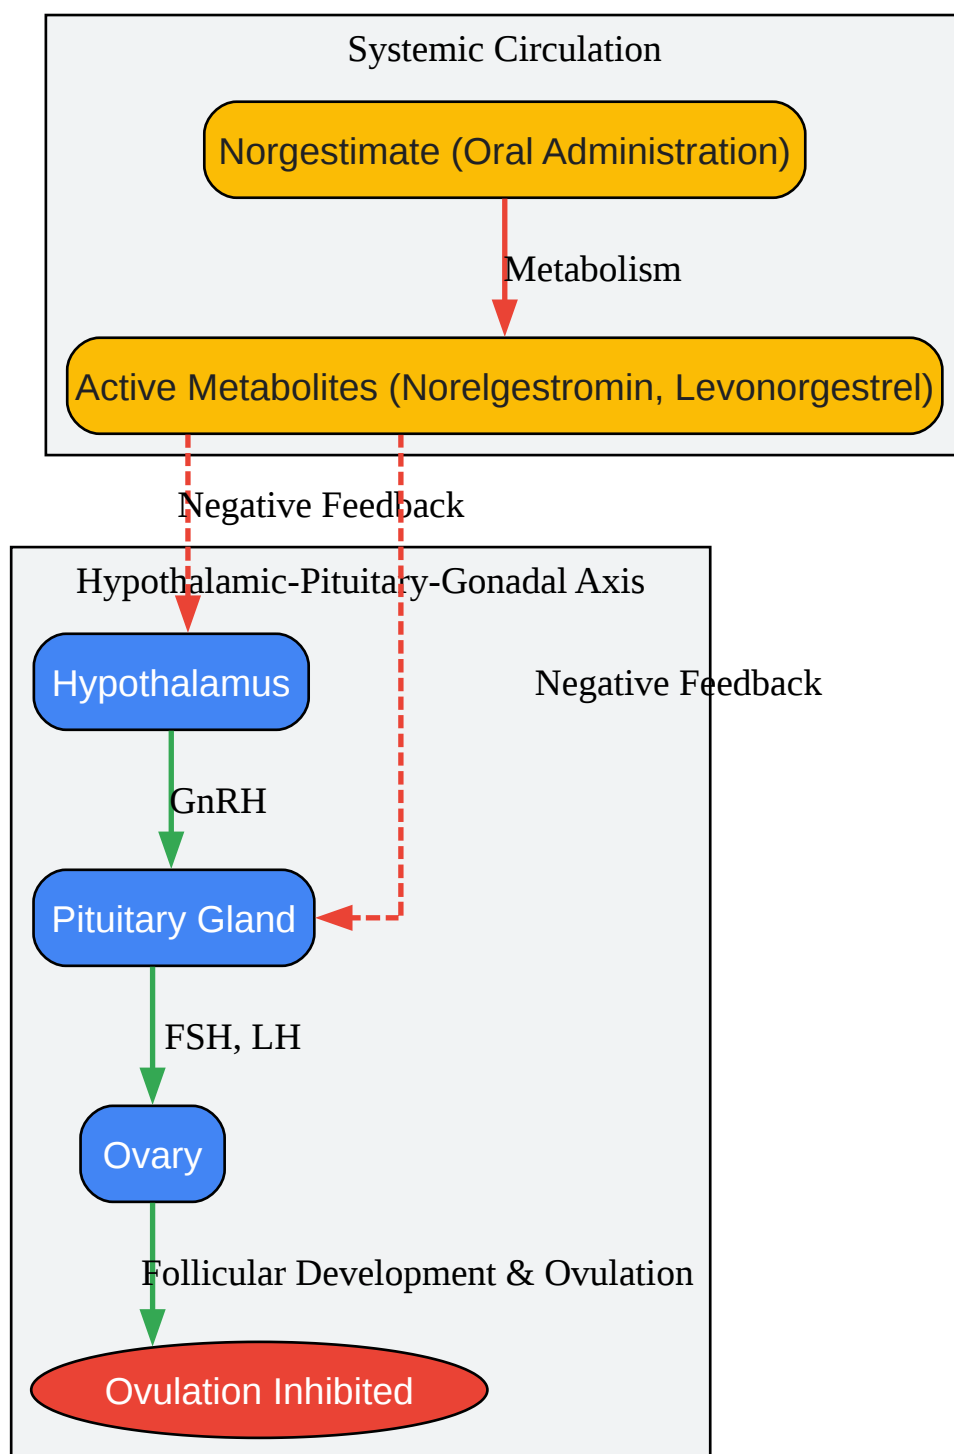 Systemic Circulation
Norgestimate (Oral Administration)
Metabolism
Active Metabolites (Norelgestromin, Levonorgestrel)
Negative Feedback
Hypothalamic-Pituitary-Gonadal Axis
Hypothalamus
Negative Feedback
GnRH
Pituitary Gland
FSH, LH
Ovary
Follicular Development & Ovulation
Ovulation Inhibited